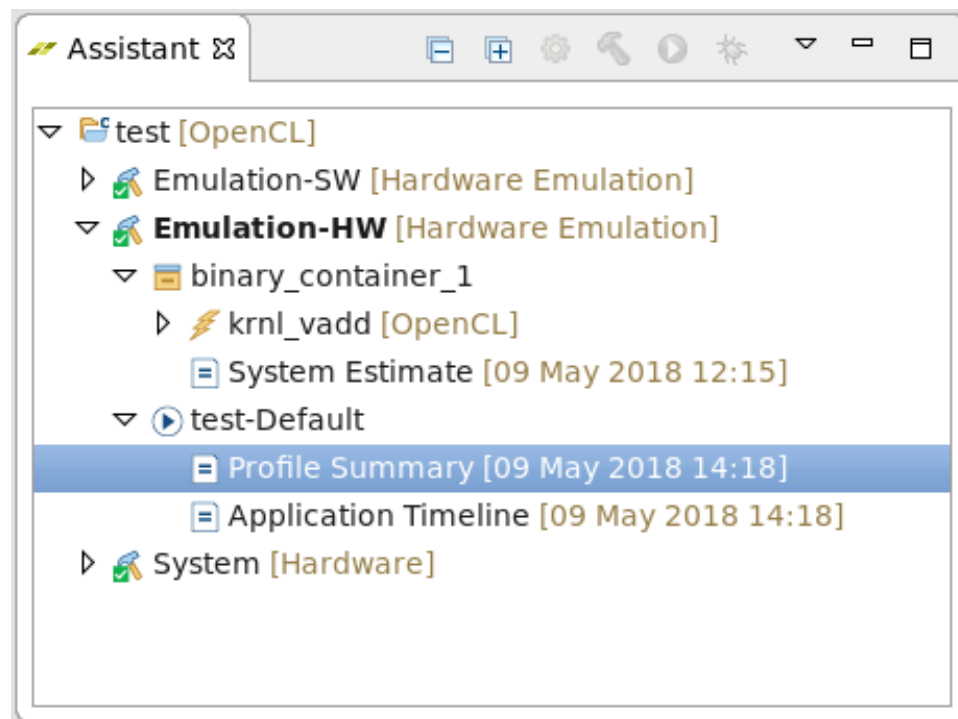 Assistant
test [OpenCL]
Emulation-SW [Hardware Emulation]
Emulation-HW [Hardware Emulation]
binary_container_1
krnl_vadd [OpenCL]
System Estimate [09 May 2018 12:15]
test-Default
Profile Summary [09 May 2018 14:18]
Application Timeline [09 May 2018 14:18]
System [Hardware]